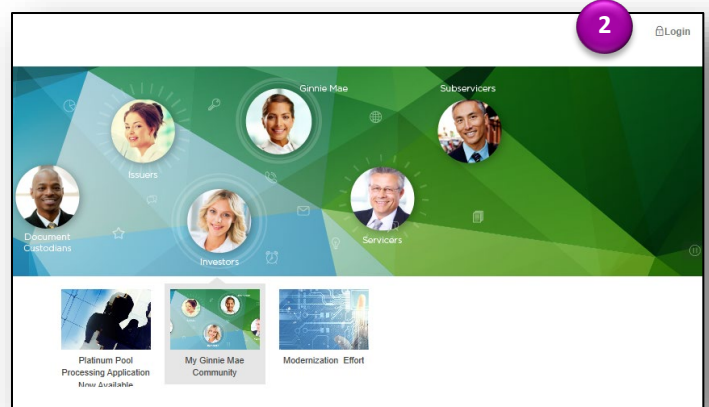 2
Login
Ginnie Mae
Subservicers
Issuers
Document
Custodians
Investors
Servicers
Platinum Pool
Processing Application
Now Available
My Ginnie Mae
Community
Modernization Effort